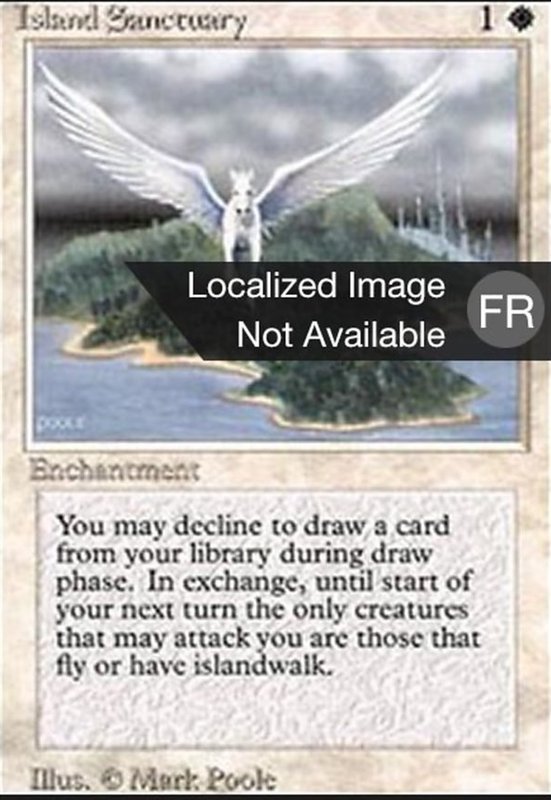 Island Sanctuary 1
Localized Image
Not Available
FR
POOLE
Enchantment
You may decline to draw a card
from your library during draw
phase. In exchange, until start of
your next turn the only creatures
that may attack you are those that
fly or have islandwalk.
Illus. © Mark Poole